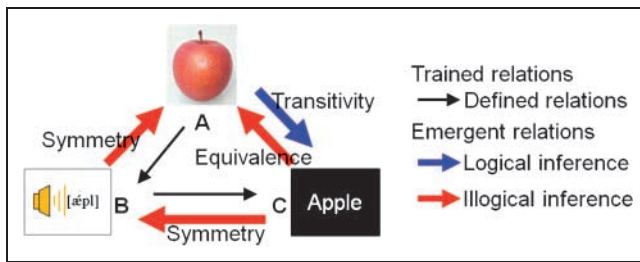 Trained relations
Defined relations
Emergent relations
Logical inference
Illogical inference
Transitivity
Symmetry
A
Equivalence
[ǽpl]
B
C
Apple
Symmetry